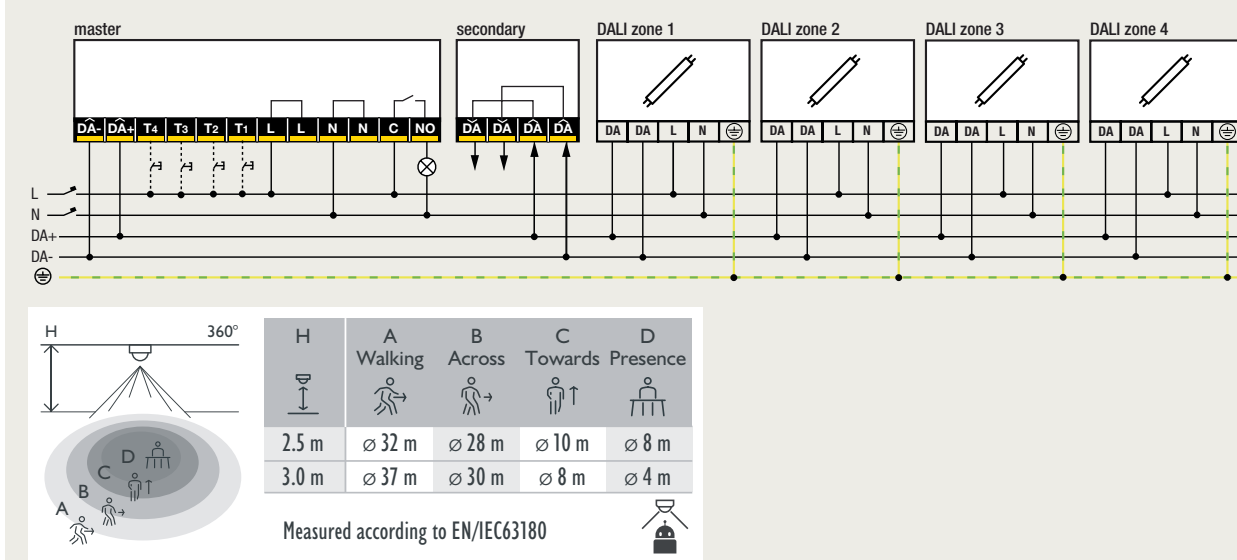 master secondary DALI zone 1 DALI zone 2 DALI zone 3 DALI zone 4
DA- DA+ T4 T3 T2 T1 L L N N C NO DA DA DA DA DA DA L N DA DA L N DA DA L N DA DA L N
L
N
DA+
DA-
H 360°
H A B C D
Walking Across Towards Presence
2.5 m ⌀ 32 m ⌀ 28 m ⌀ 10 m ⌀ 8 m
3.0 m ⌀ 37 m ⌀ 30 m ⌀ 8 m ⌀ 4 m
D
C
B
A
Measured according to EN/IEC63180